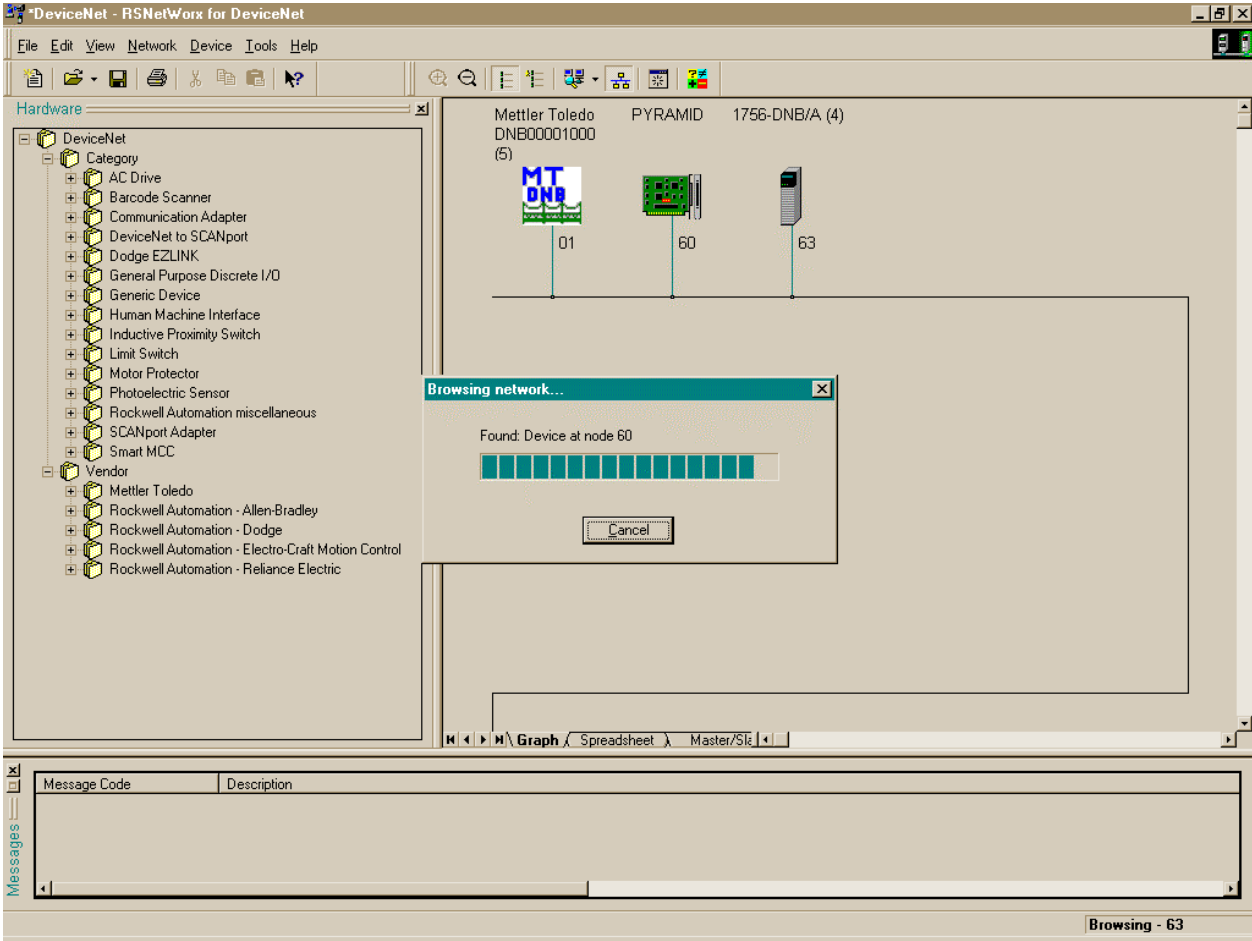 *DeviceNet - RSNetWorx for DeviceNet
File Edit View Network Device Tools Help
Hardware
DeviceNet
Category
AC Drive
Barcode Scanner
Communication Adapter
DeviceNet to SCANport
Dodge EZLINK
General Purpose Discrete I/O
Generic Device
Human Machine Interface
Inductive Proximity Switch
Limit Switch
Motor Protector
Photoelectric Sensor
Rockwell Automation miscellaneous
SCANport Adapter
Smart MCC
Vendor
Mettler Toledo
Rockwell Automation - Allen-Bradley
Rockwell Automation - Dodge
Rockwell Automation - Electro-Craft Motion Control
Rockwell Automation - Reliance Electric
Mettler Toledo
DNB00001000
(5)
PYRAMID
1756-DNB/A (4)
MT
DNB
01
60
63
Browsing network...
Found: Device at node 60
Cancel
Graph Spreadsheet Master/Sla
Message Code Description
Messages
Browsing - 63